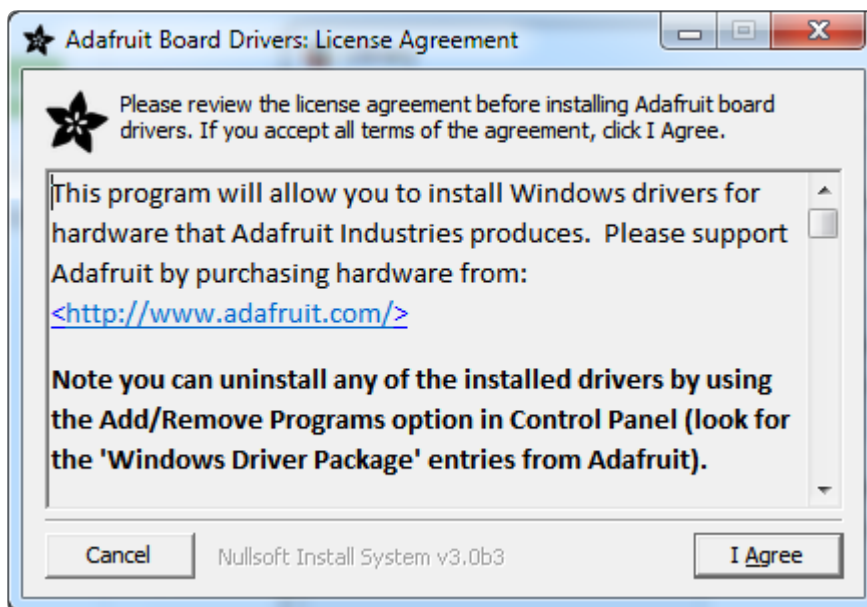 Adafruit Board Drivers: License Agreement
Please review the license agreement before installing Adafruit board
drivers. If you accept all terms of the agreement, click I Agree.
This program will allow you to install Windows drivers for
hardware that Adafruit Industries produces.  Please support
Adafruit by purchasing hardware from:
<http://www.adafruit.com/>
Note you can uninstall any of the installed drivers by using
the Add/Remove Programs option in Control Panel (look for
the 'Windows Driver Package' entries from Adafruit).
Cancel
Nullsoft Install System v3.0b3
I Agree